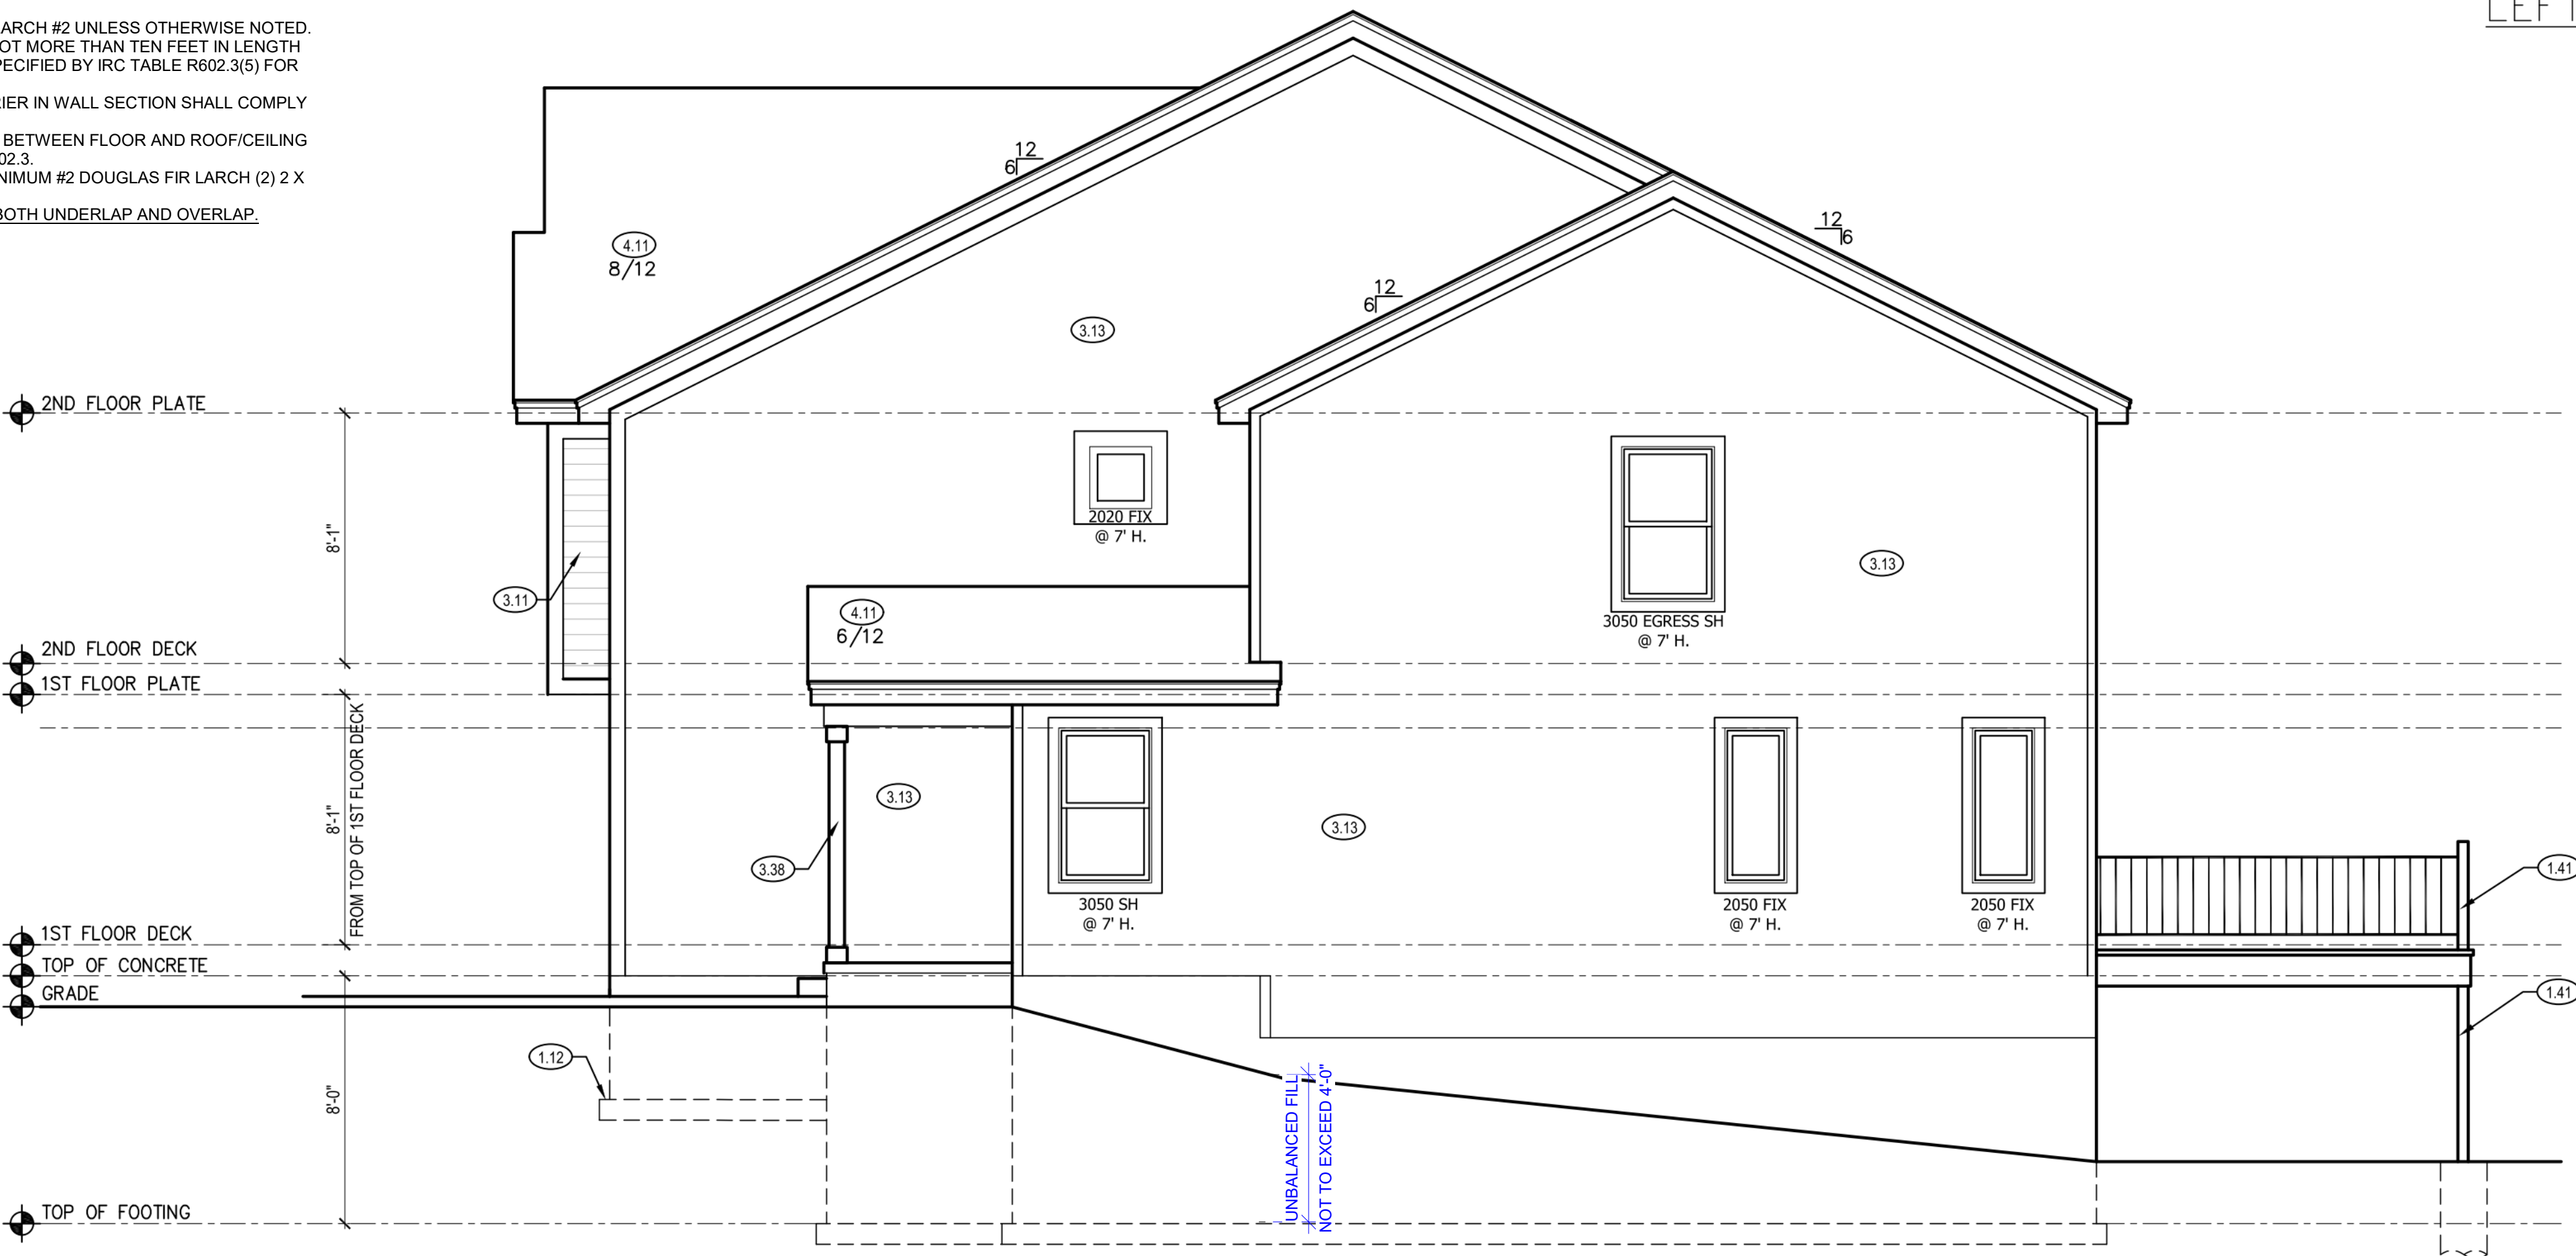 ARCH #2 UNLESS OTHERWISE NOTED.
OT MORE THAN TEN FEET IN LENGTH
PECIFIED BY IRC TABLE R602.3(5) FOR
RIER IN WALL SECTION SHALL COMPLY
BETWEEN FLOOR AND ROOF/CEILING
02.3.
NIMUM #2 DOUGLAS FIR LARCH (2) 2 X
BOTH UNDERLAP AND OVERLAP.
LEFT
12
6
12
6
4.11
8/12
12
6
3.13
2ND FLOOR PLATE
2020 FIX
@ 7' H.
8'-1"
3.13
3.11
4.11
6/12
3050 EGRESS SH
@ 7' H.
2ND FLOOR DECK
1ST FLOOR PLATE
8'-1"
FROM TOP OF 1ST FLOOR DECK
3.13
3.13
3.38
1.41
3050 SH
@ 7' H.
2050 FIX
@ 7' H.
2050 FIX
@ 7' H.
1ST FLOOR DECK
TOP OF CONCRETE
GRADE
1.41
1.12
8'-0"
UNBALANCED FILL
NOT TO EXCEED 4'-0"
TOP OF FOOTING